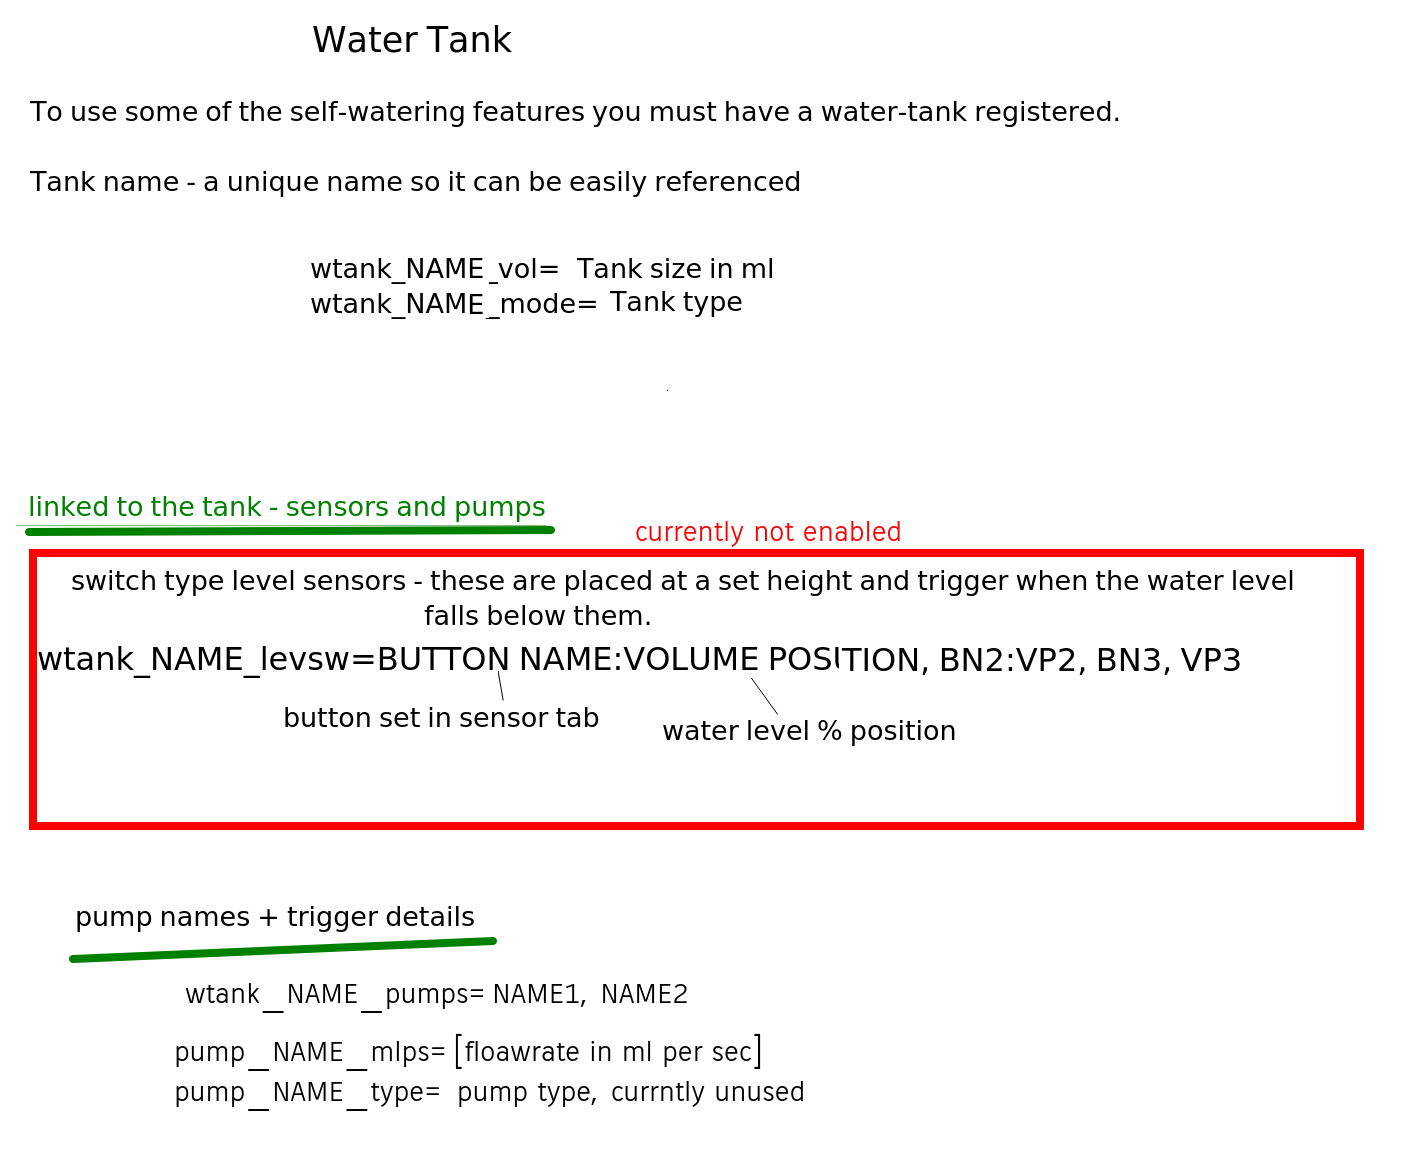 Water Tank
To use some of the self-watering features you must have a water-tank registered.
Tank name - a unique name so it can be easily referenced
wtank_NAME_vol= Tank size in ml
wtank_NAME_mode= Tank type
linked to the tank - sensors and pumps
currently not enabled
switch type level sensors - these are placed at a set height and trigger when the water level
falls below them.
wtank_NAME_levsw=BUTTON NAME:VOLUME POSITION, BN2:VP2, BN3, VP3
button set in sensor tab
water level % position
pump names + trigger details
wtank_NAME_pumps= NAME1, NAME2
pump_NAME_mlps= [floawrate in ml per sec]
pump_NAME_type= pump type, currntly unused